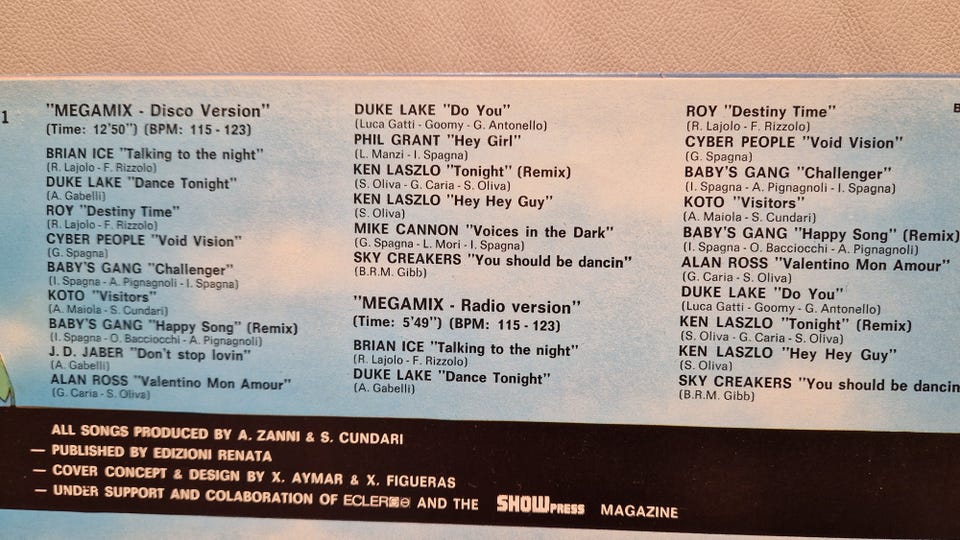 1
"MEGAMIX - Disco Version"
(Time: 12'50") (BPM: 115 - 123)
BRIAN ICE "Talking to the night"
(R. Lajolo - F. Rizzolo)
DUKE LAKE "Dance Tonight"
(A. Gabelli)
ROY "Destiny Time"
(R. Lajolo - F. Rizzolo)
CYBER PEOPLE "Void Vision"
(G. Spagna)
BABY'S GANG "Challenger"
(I. Spagna - A. Pignagnoli - I. Spagna)
KOTO "Visitors"
(A. Maiola - S. Cundari)
BABY'S GANG "Happy Song" (Remix)
(I. Spagna - O. Bacciocchi - A. Pignagnoli)
J. D. JABER "Don't stop lovin"
(A. Gabelli)
ALAN ROSS "Valentino Mon Amour"
(G. Caria - S. Oliva)
DUKE LAKE "Do You"
(Luca Gatti - Goomy - G. Antonello)
PHIL GRANT "Hey Girl"
(L. Manzi - I. Spagna)
KEN LASZLO "Tonight" (Remix)
(S. Oliva - G. Caria - S. Oliva)
KEN LASZLO "Hey Hey Guy"
(S. Oliva)
MIKE CANNON "Voices in the Dark"
(G. Spagna - L. Mori - I. Spagna)
SKY CREAKERS "You should be dancin"
(B.R.M. Gibb)
"MEGAMIX - Radio version"
(Time: 5'49") (BPM: 115 - 123)
BRIAN ICE "Talking to the night"
(R. Lajolo - F. Rizzolo)
DUKE LAKE "Dance Tonight"
(A. Gabelli)
ROY "Destiny Time"
(R. Lajolo - F. Rizzolo)
CYBER PEOPLE "Void Vision"
(G. Spagna)
BABY'S GANG "Challenger"
(I. Spagna - A. Pignagnoli - I. Spagna)
KOTO "Visitors"
(A. Maiola - S. Cundari)
BABY'S GANG "Happy Song" (Remix)
(I. Spagna - O. Bacciocchi - A. Pignagnoli)
ALAN ROSS "Valentino Mon Amour"
(G. Caria - S. Oliva)
DUKE LAKE "Do You"
(Luca Gatti - Goomy - G. Antonello)
KEN LASZLO "Tonight" (Remix)
(S. Oliva - G. Caria - S. Oliva)
KEN LASZLO "Hey Hey Guy"
(S. Oliva)
SKY CREAKERS "You should be dancin
(B.R.M. Gibb)
ALL SONGS PRODUCED BY A. ZANNI & S. CUNDARI
— PUBLISHED BY EDIZIONI RENATA
— COVER CONCEPT & DESIGN BY X. AYMAR & X. FIGUERAS
— UNDER SUPPORT AND COLABORATION OF AND THE SHOWPRESS MAGAZINE